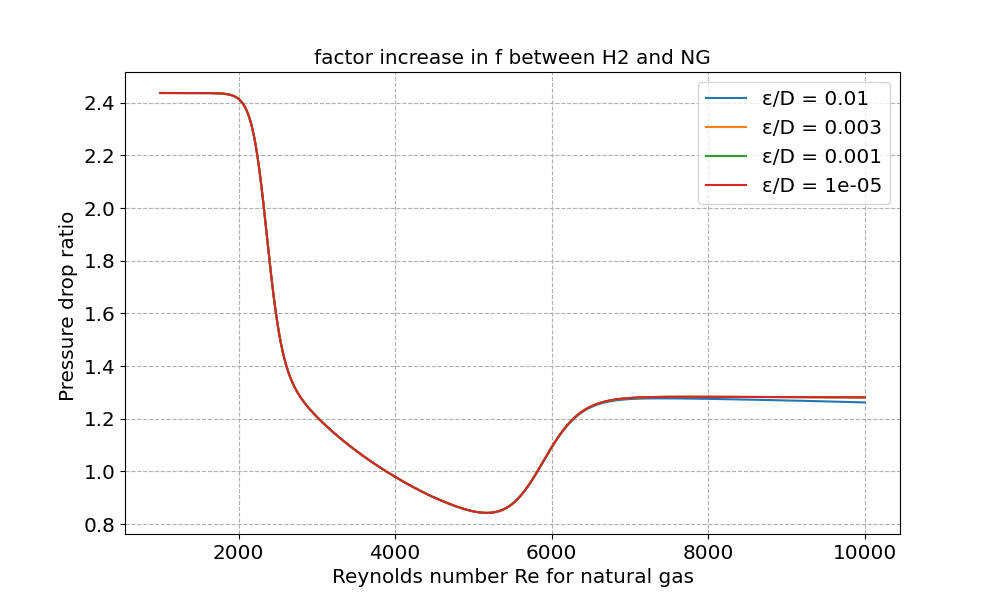 factor increase in f between H2 and NG
ε/D = 0.01
ε/D = 0.003
ε/D = 0.001
ε/D = 1e-05
Pressure drop ratio
2.4
2.2
2.0
1.8
1.6
1.4
1.2
1.0
0.8
2000 4000 6000 8000 10000
Reynolds number Re for natural gas